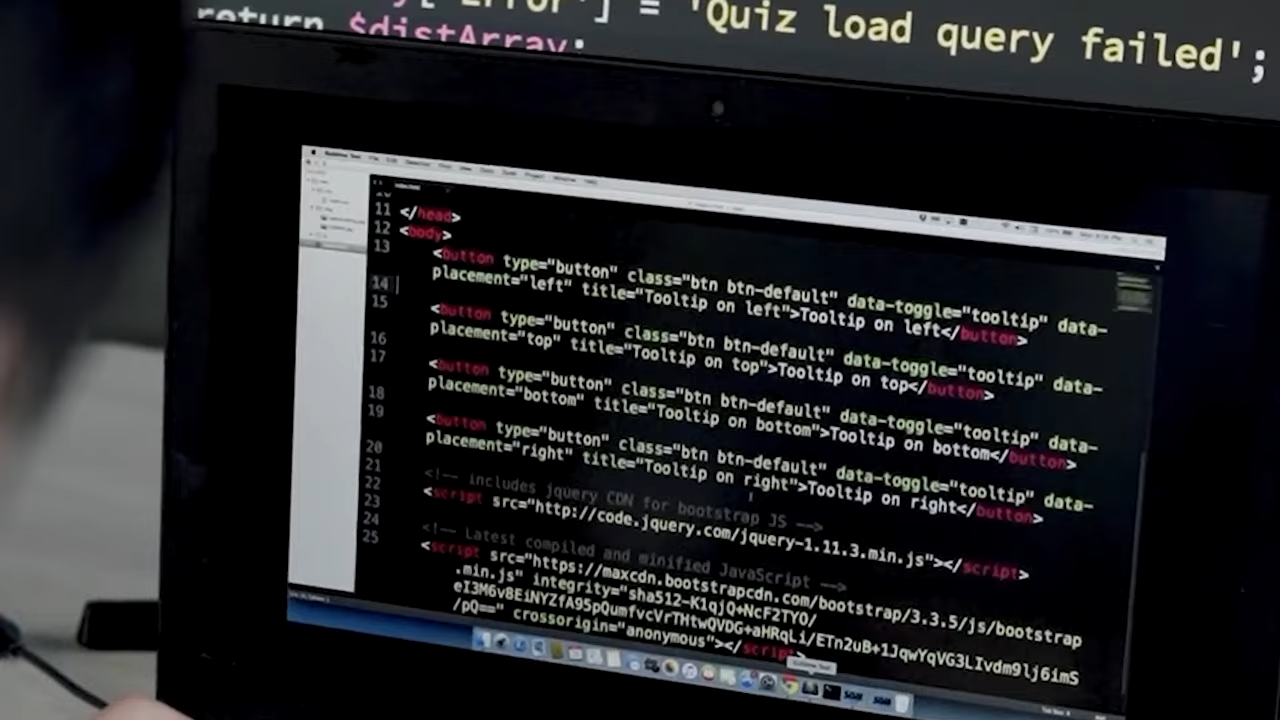 'Error'] = 'Quiz load query failed';
return $distArray;
index.html
11 </head>
12 <body>
13 <button type="button" class="btn btn-default" data-toggle="tooltip" data-
placement="left" title="Tooltip on left">Tooltip on left</button>
14
15 <button type="button" class="btn btn-default" data-toggle="tooltip" data-
placement="top" title="Tooltip on top">Tooltip on top</button>
16
17 <button type="button" class="btn btn-default" data-toggle="tooltip" data-
placement="bottom" title="Tooltip on bottom">Tooltip on bottom</button>
18
19 <button type="button" class="btn btn-default" data-toggle="tooltip" data-
placement="right" title="Tooltip on right">Tooltip on right</button>
20
21 <!-- includes jquery CDN for bootstrap JS -->
22 <script src="http://code.jquery.com/jquery-1.11.3.min.js"></script>
23
24 <!-- Latest compiled and minified JavaScript -->
25 <script src="https://maxcdn.bootstrapcdn.com/bootstrap/3.3.5/js/bootstrap
.min.js" integrity="sha512-K1qjQ+NcF2TYO/
eI3M6v8EiNYZfA95pQumfvcVrTHtwQVDG+aHRqLi/ETn2uB+1JqwYqVG3LIvdm9lj6imS
/pQ==" crossorigin="anonymous"></script>